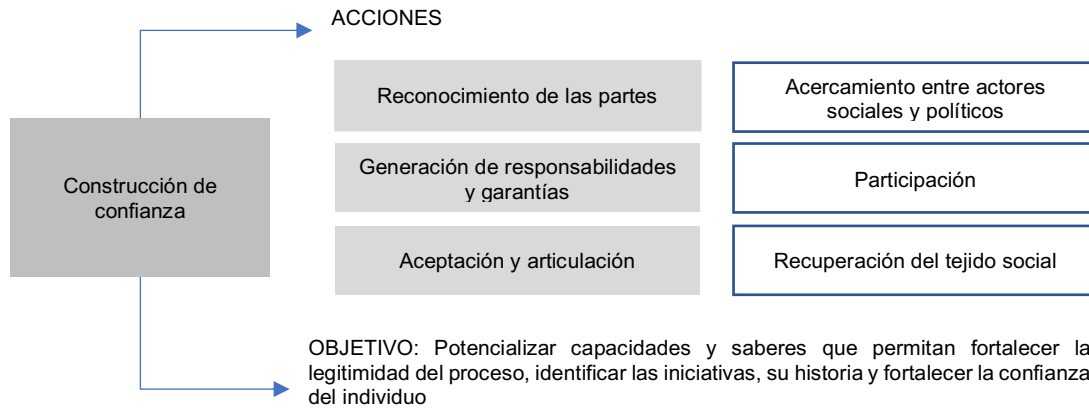 ACCIONES
Reconocimiento de las partes
Acercamiento entre actores
sociales y políticos
Construcción de
confianza
Generación de responsabilidades
y garantías
Participación
Aceptación y articulación
Recuperación del tejido social
OBJETIVO: Potencializar capacidades y saberes que permitan fortalecer la
legitimidad del proceso, identificar las iniciativas, su historia y fortalecer la confianza
del individuo